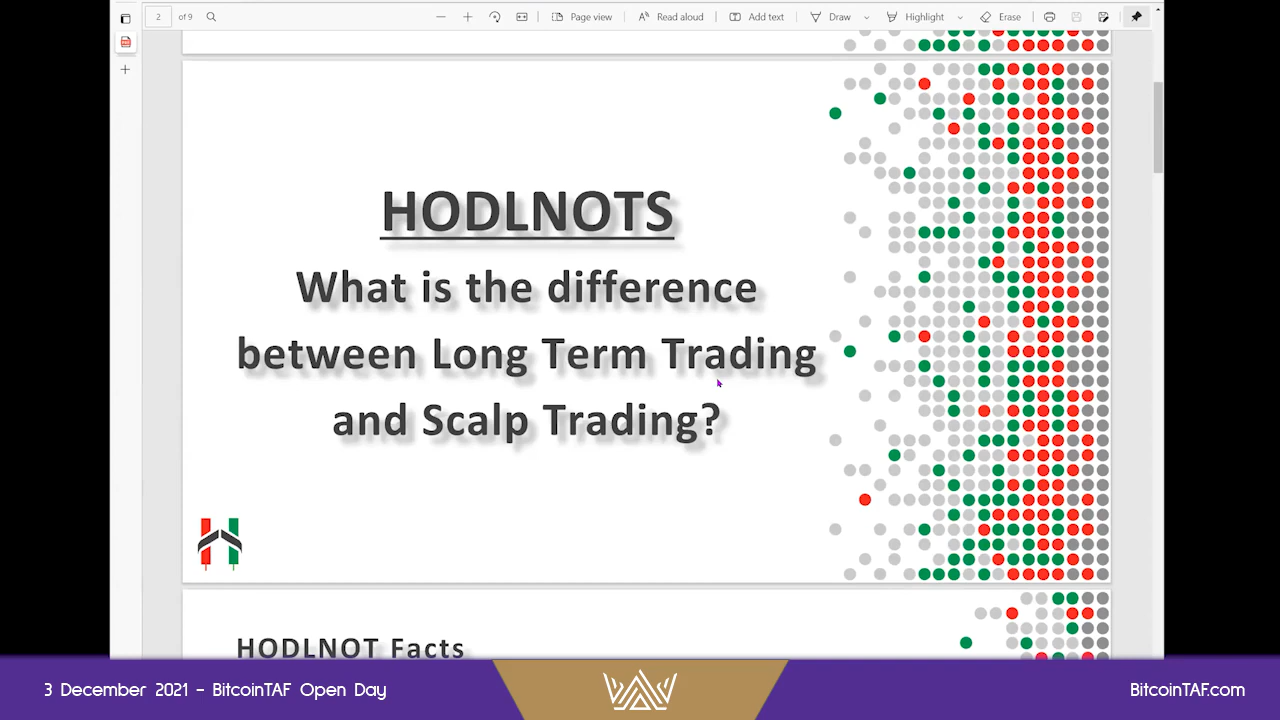 2 of 9 Page view Read aloud Add text Draw Highlight Erase
HODLNOTS
What is the difference
between Long Term Trading
and Scalp Trading?
HODLNOT Facts
3 December 2021 - BitcoinTAF Open Day
BitcoinTAF.com